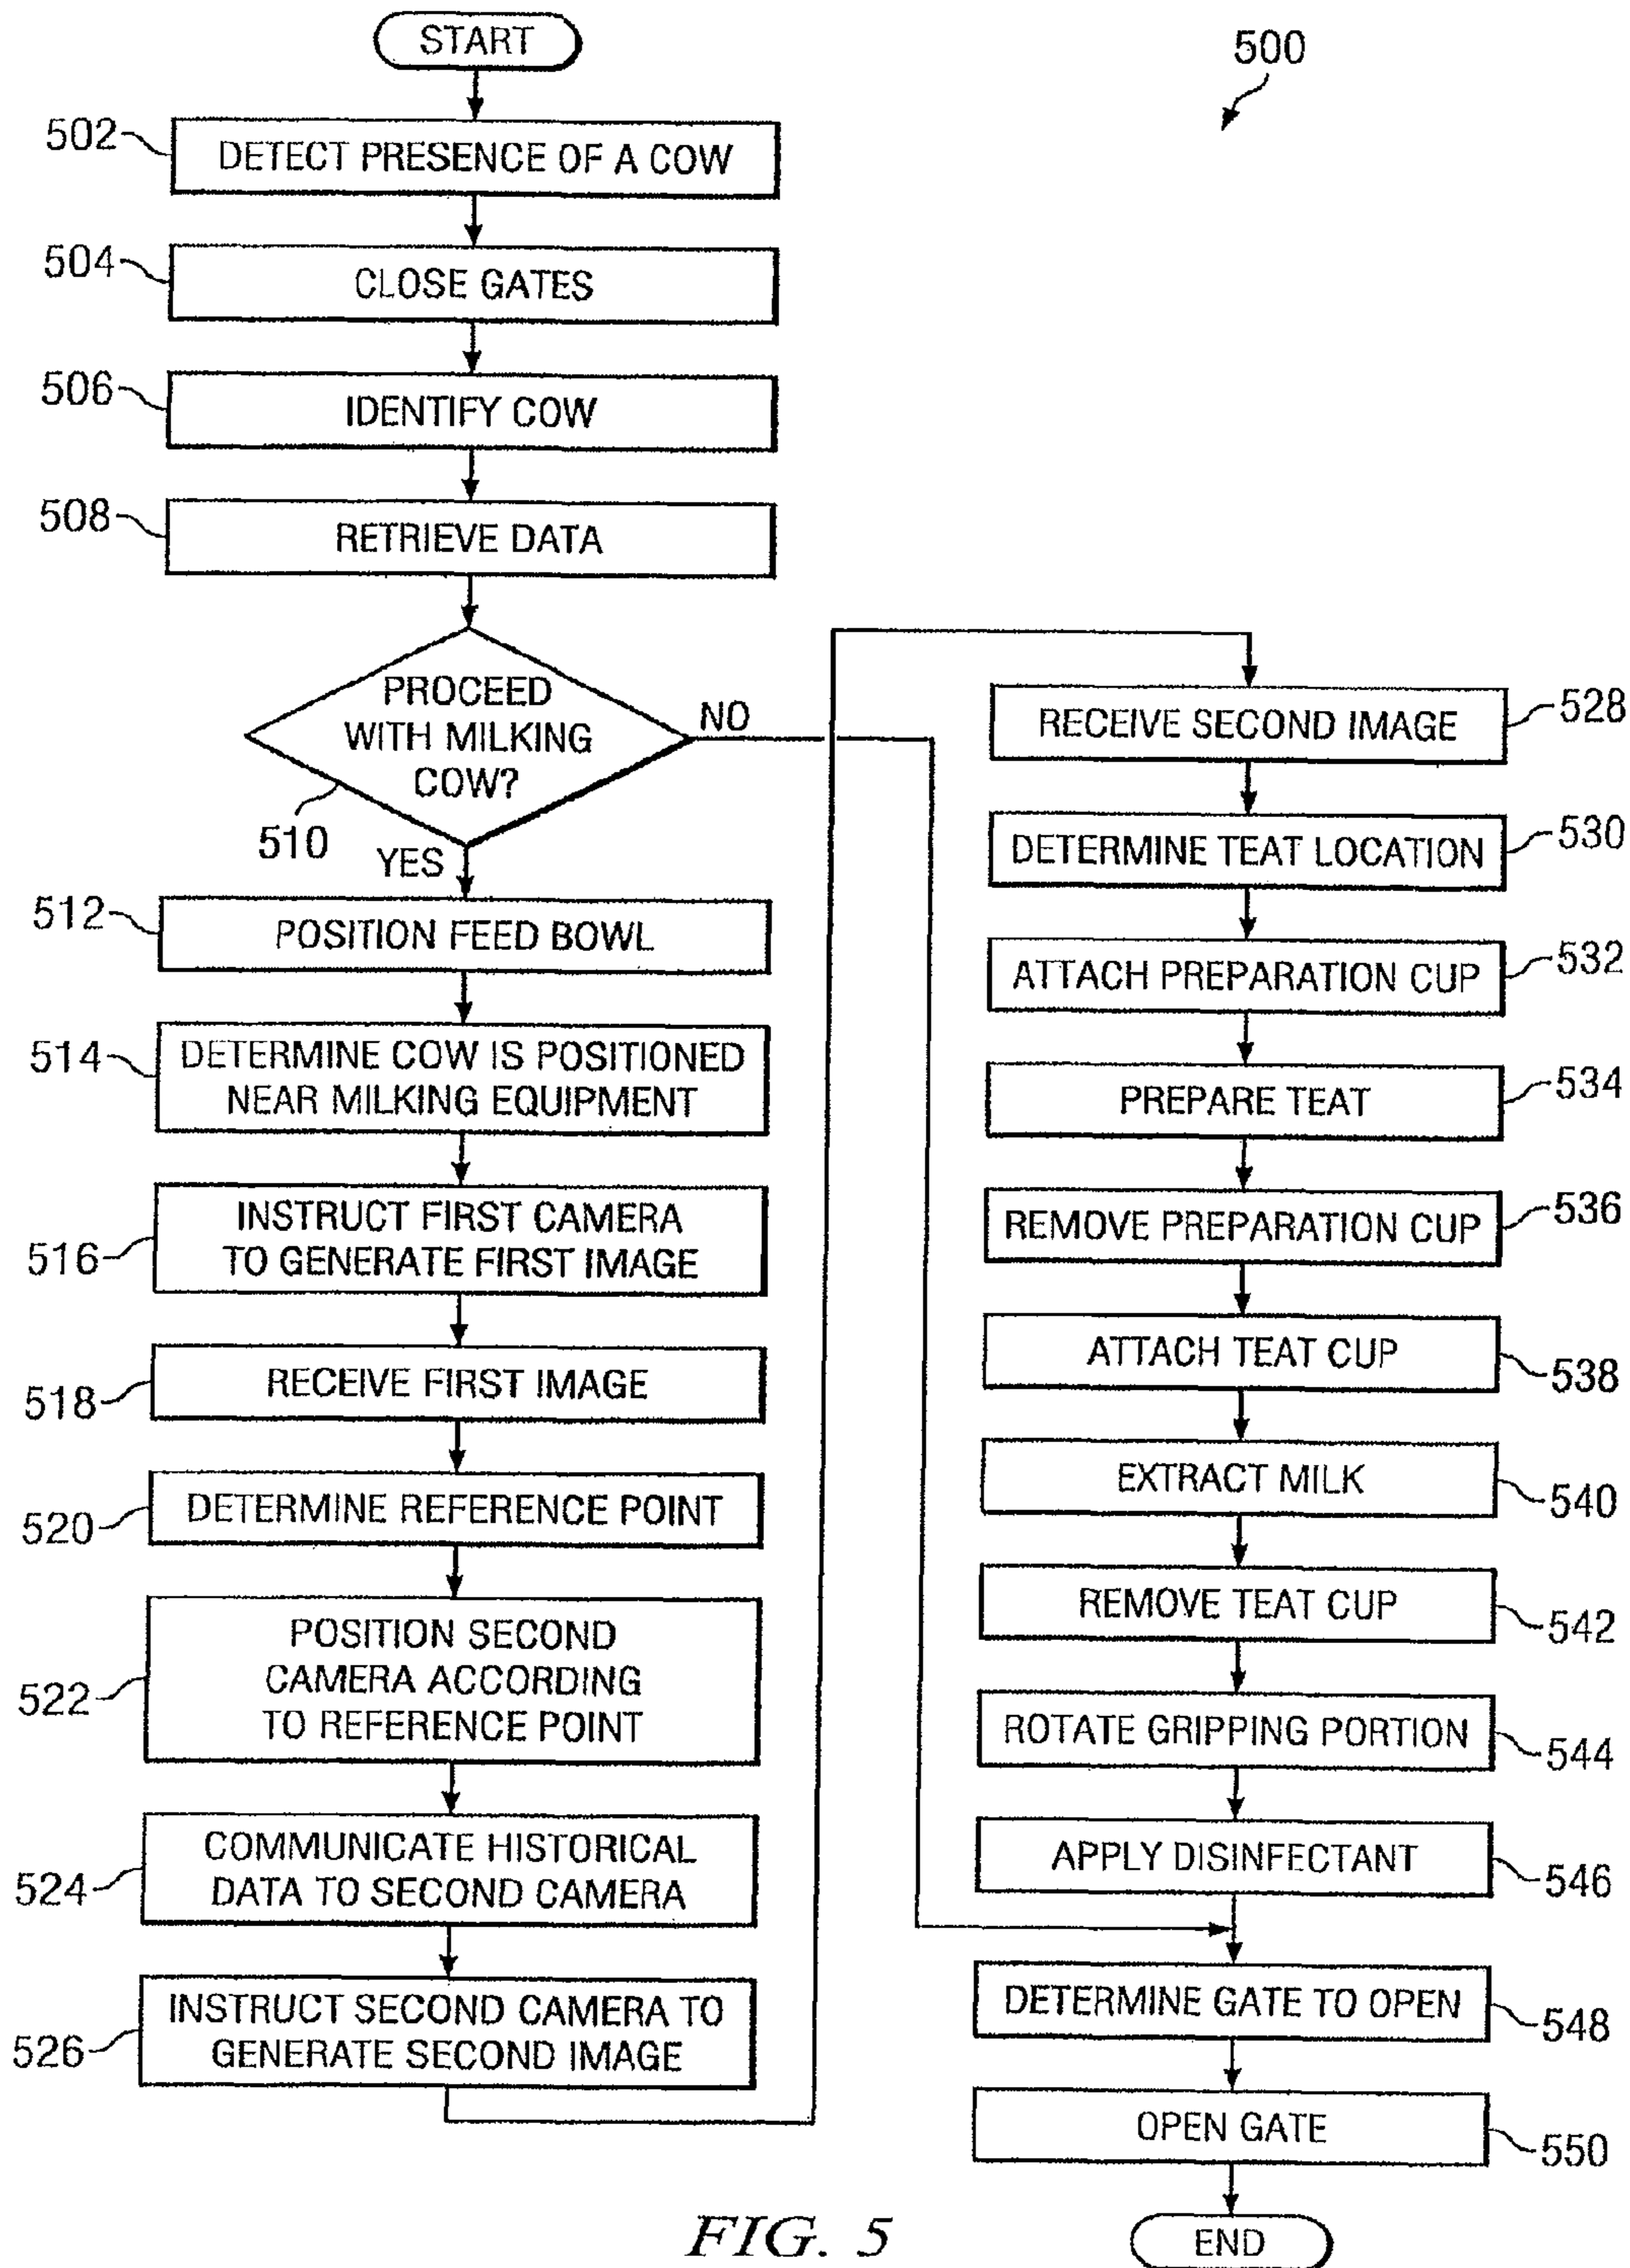 START
500
502
DETECT PRESENCE OF A COW
504
CLOSE GATES
506
IDENTIFY COW
508
RETRIEVE DATA
PROCEED
WITH MILKING
COW?
NO
510
YES
512
POSITION FEED BOWL
514
DETERMINE COW IS POSITIONED
NEAR MILKING EQUIPMENT
516
INSTRUCT FIRST CAMERA
TO GENERATE FIRST IMAGE
518
RECEIVE FIRST IMAGE
520
DETERMINE REFERENCE POINT
522
POSITION SECOND
CAMERA ACCORDING
TO REFERENCE POINT
524
COMMUNICATE HISTORICAL
DATA TO SECOND CAMERA
526
INSTRUCT SECOND CAMERA TO
GENERATE SECOND IMAGE
RECEIVE SECOND IMAGE
528
DETERMINE TEAT LOCATION
530
ATTACH PREPARATION CUP
532
PREPARE TEAT
534
REMOVE PREPARATION CUP
536
ATTACH TEAT CUP
538
EXTRACT MILK
540
REMOVE TEAT CUP
542
ROTATE GRIPPING PORTION
544
APPLY DISINFECTANT
546
DETERMINE GATE TO OPEN
548
OPEN GATE
550
END
FIG. 5